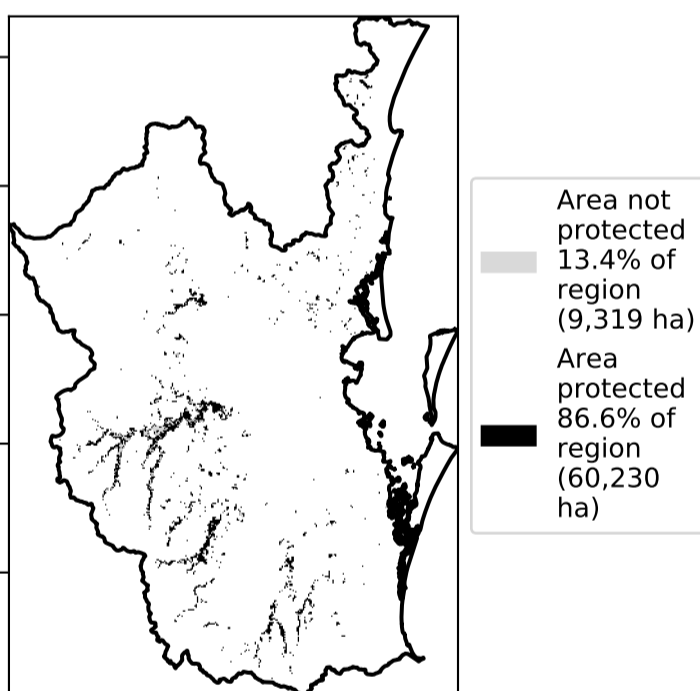 Area not
protected
13.4% of
region
(9,319 ha)
Area
protected
86.6% of
region
(60,230
ha)